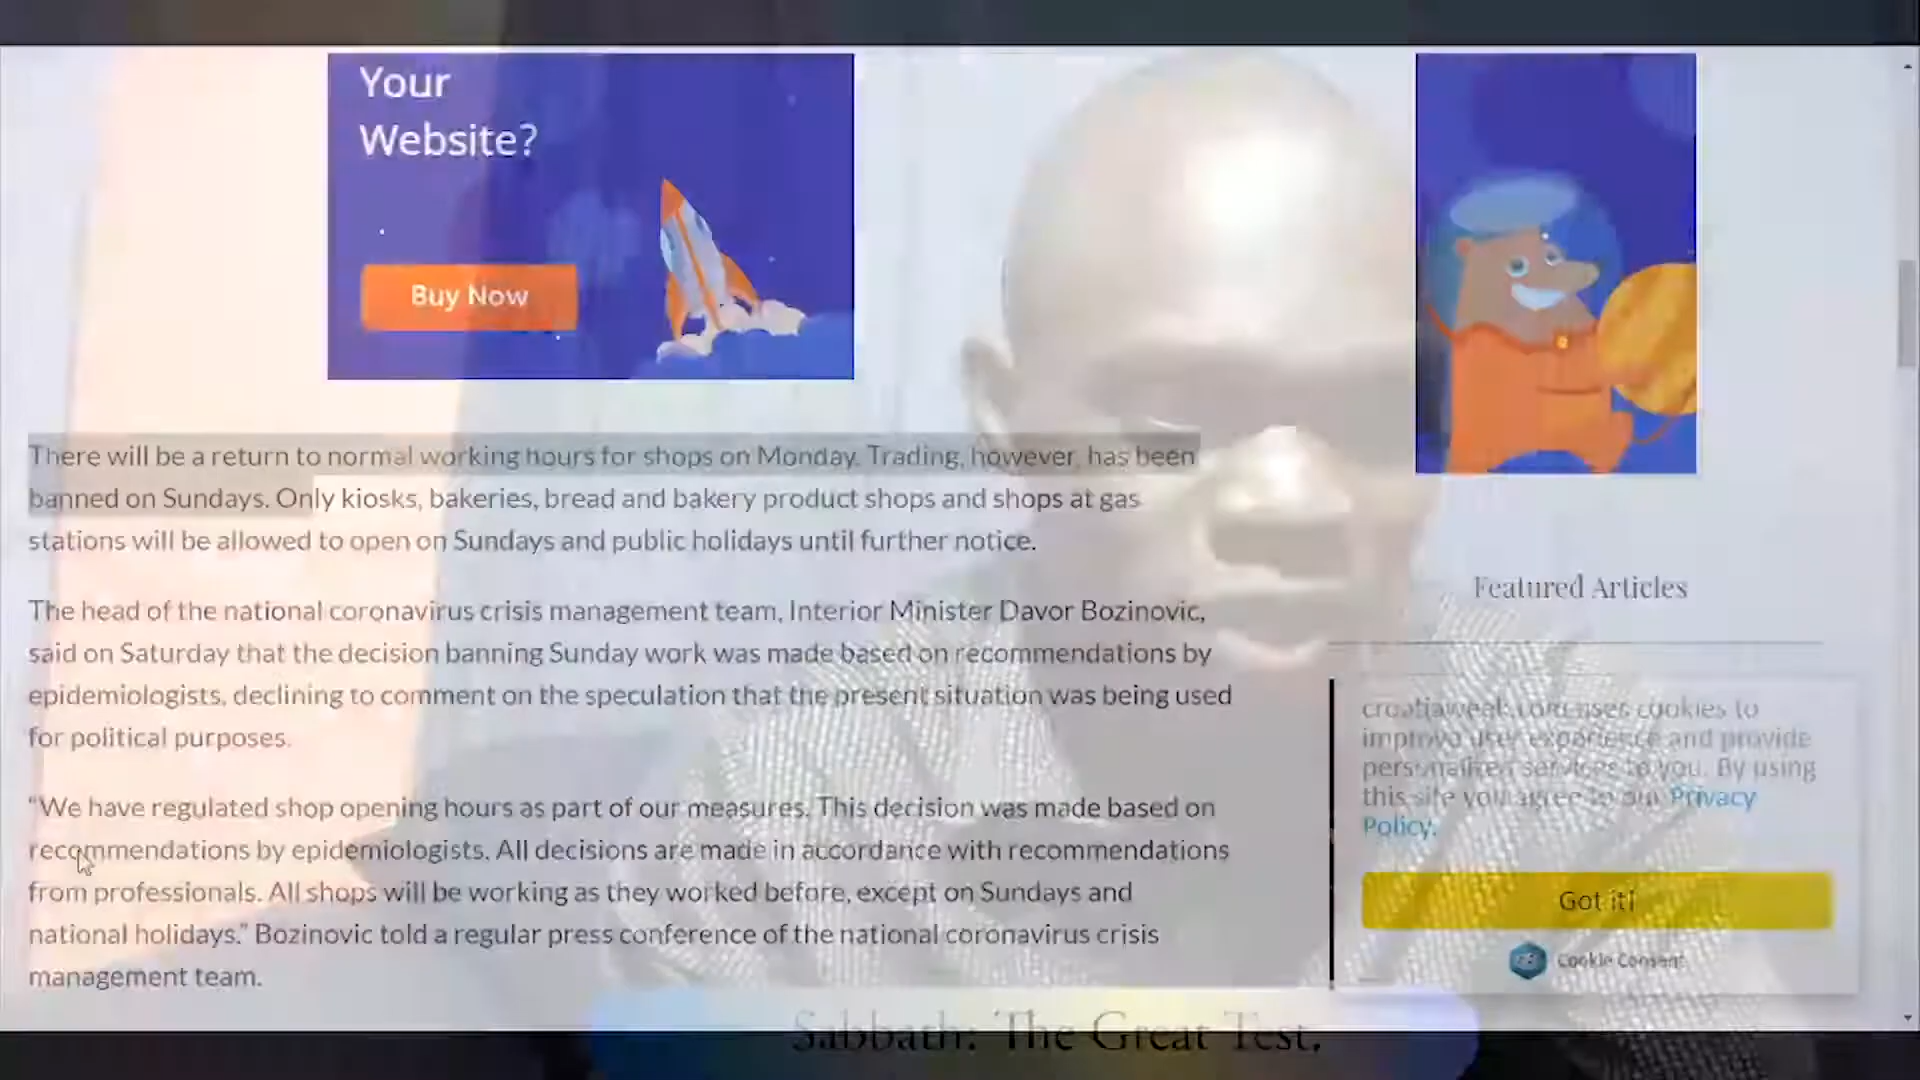 Your
Website?
Buy Now
There will be a return to normal working hours for shops on Monday. Trading, however, has been
banned on Sundays. Only kiosks, bakeries, bread and bakery product shops and shops at gas
stations will be allowed to open on Sundays and public holidays until further notice.
The head of the national coronavirus crisis management team, Interior Minister Davor Bozinovic,
said on Saturday that the decision banning Sunday work was made based on recommendations by
epidemiologists, declining to comment on the speculation that the present situation was being used
for political purposes.
“We have regulated shop opening hours as part of our measures. This decision was made based on
recommendations by epidemiologists. All decisions are made in accordance with recommendations
from professionals. All shops will be working as they worked before, except on Sundays and
national holidays.” Bozinovic told a regular press conference of the national coronavirus crisis
management team.
Featured Articles
croatiaweek.com uses cookies to
improve user experience and provide
personalized services to you. By using
this site you agree to our Privacy
Policy.
Got it!
Cookie Consent
Sabbath: The Great Test.